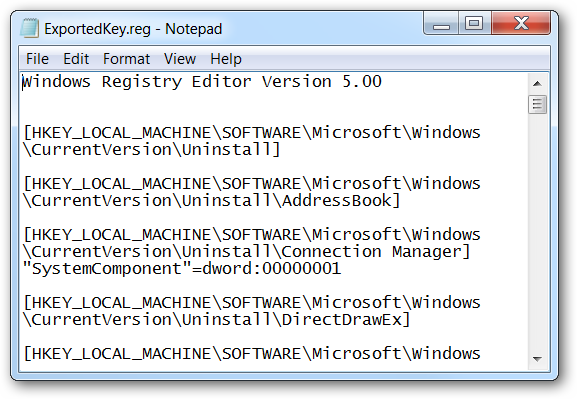 ExportedKey.reg - Notepad
File Edit Format View Help
Windows Registry Editor Version 5.00
[HKEY_LOCAL_MACHINE\SOFTWARE\Microsoft\Windows
\CurrentVersion\Uninstall]
[HKEY_LOCAL_MACHINE\SOFTWARE\Microsoft\Windows
\CurrentVersion\Uninstall\AddressBook]
[HKEY_LOCAL_MACHINE\SOFTWARE\Microsoft\Windows
\CurrentVersion\Uninstall\Connection Manager]
"SystemComponent"=dword:00000001
[HKEY_LOCAL_MACHINE\SOFTWARE\Microsoft\Windows
\CurrentVersion\Uninstall\DirectDrawEx]
[HKEY_LOCAL_MACHINE\SOFTWARE\Microsoft\Windows